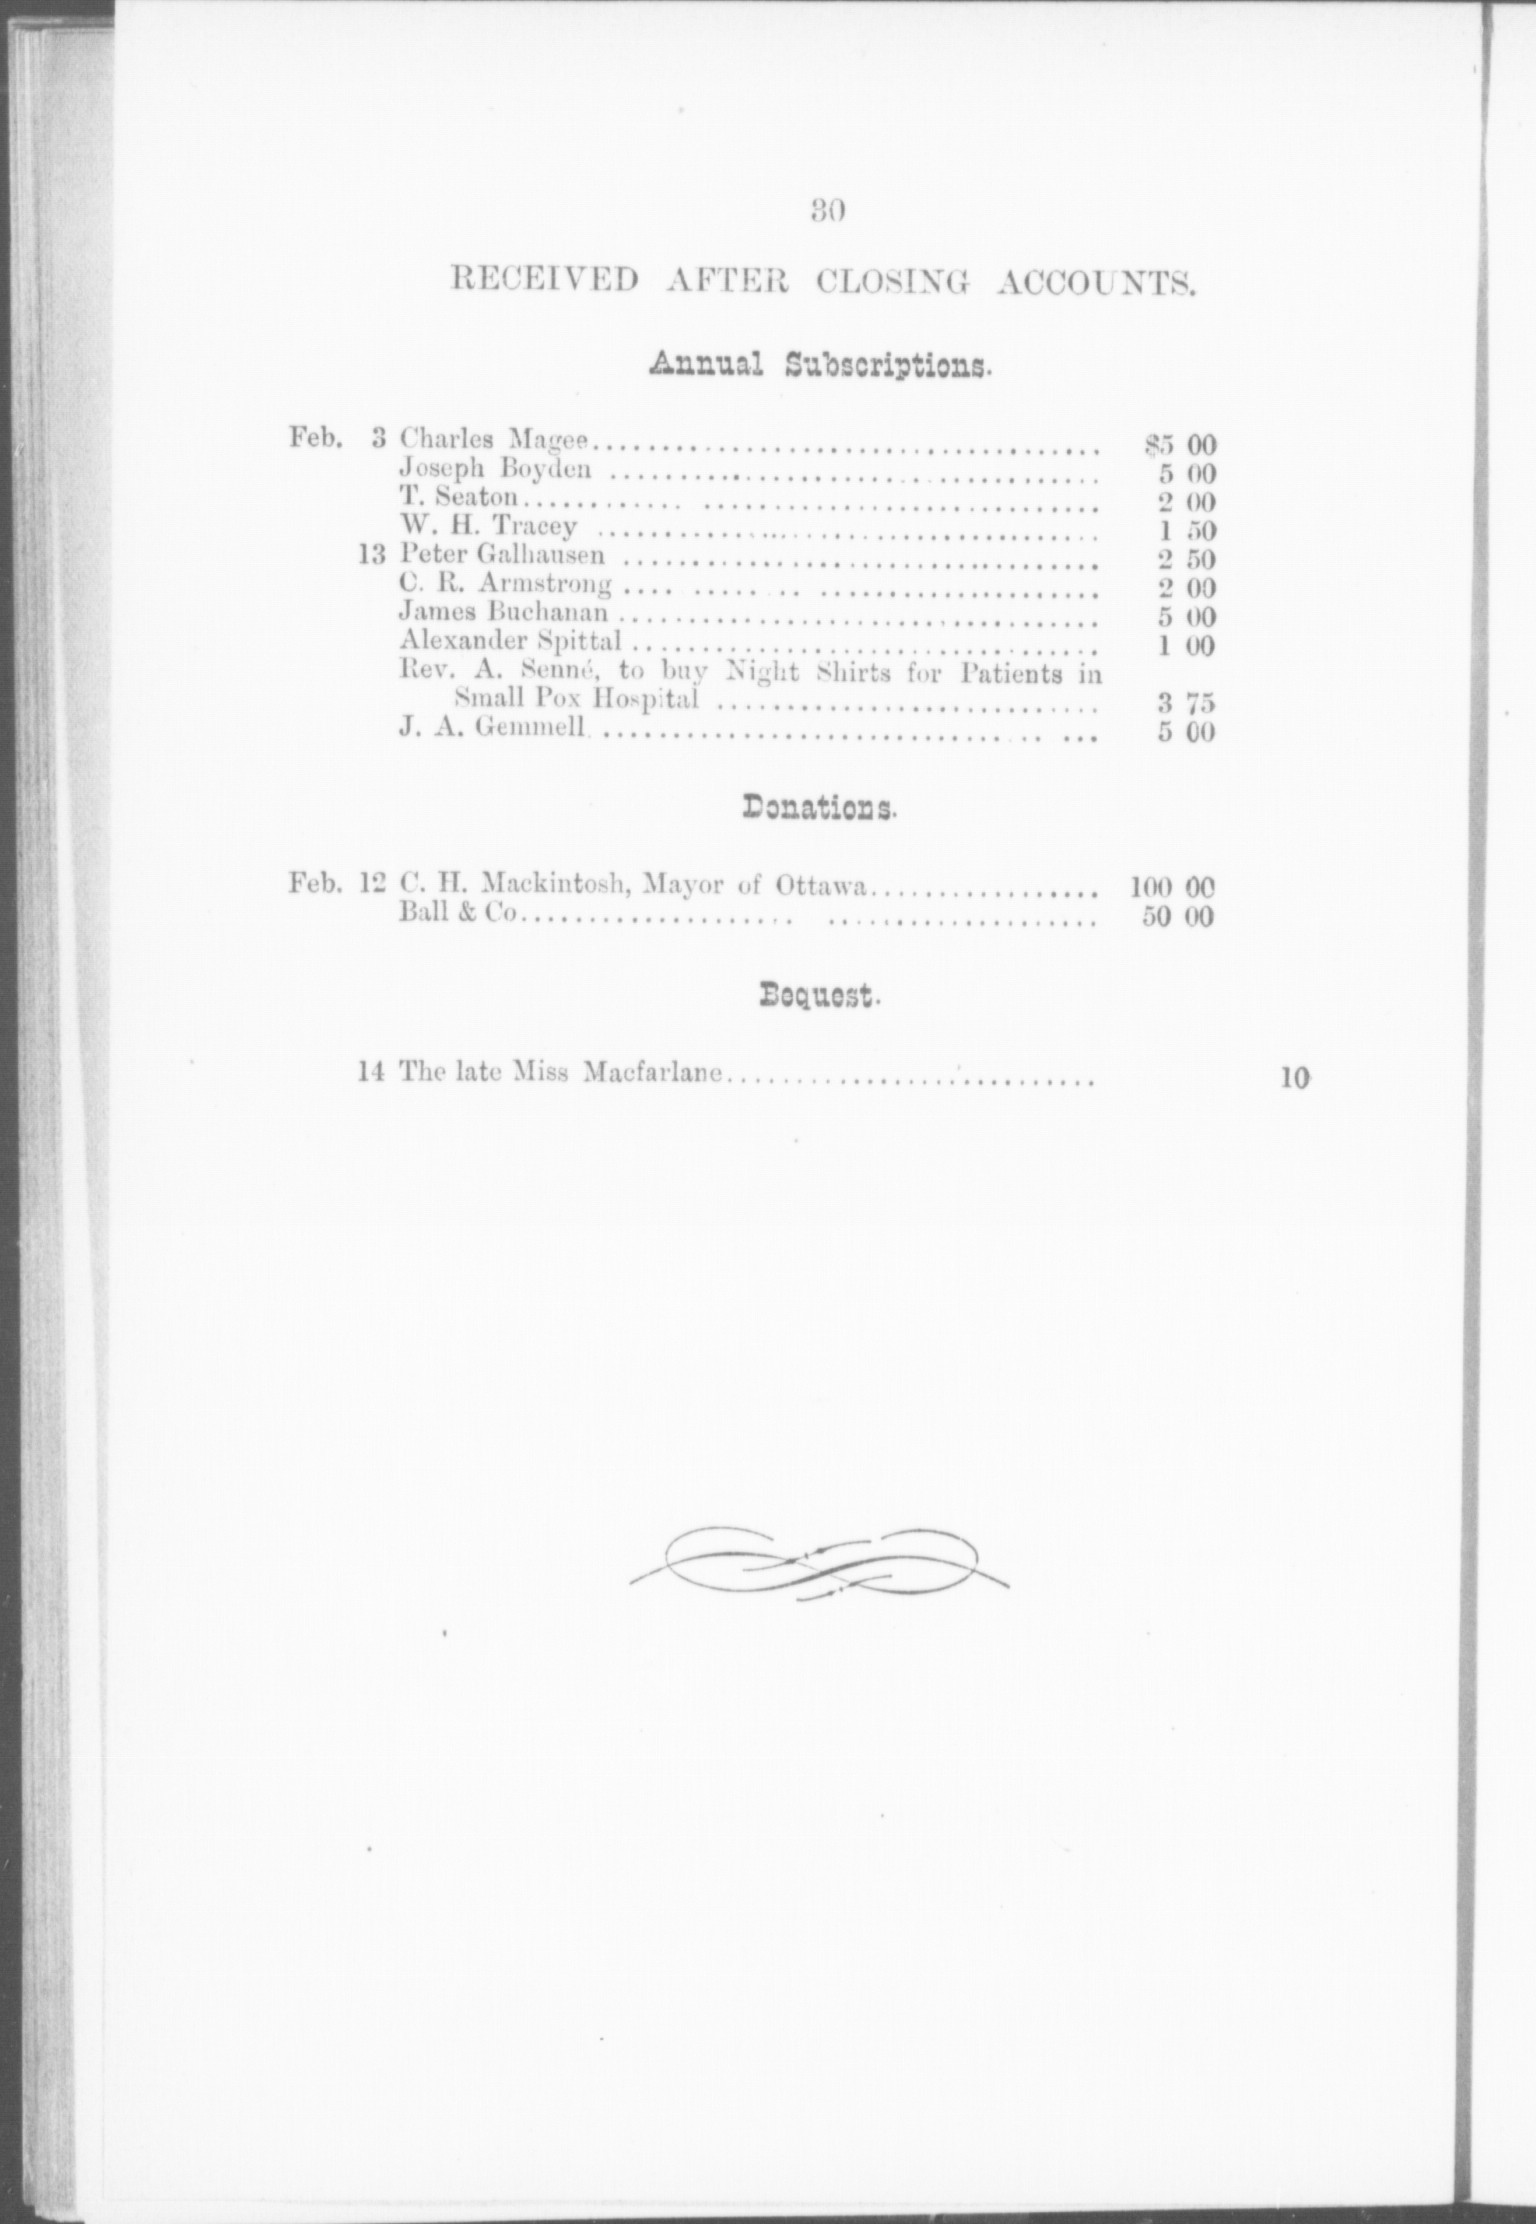 30
RECEIVED AFTER CLOSING ACCOUNTS.
Annual Subscriptions.
Feb. 3 Charles Magee........................................ $5 00
Joseph Boyden ........................................ 5 00
T. Seaton........................................ 2 00
W. H. Tracey ........................................ 1 50
13 Peter Galhausen ........................................ 2 50
C. R. Armstrong ........................................ 2 00
James Buchanan ........................................ 5 00
Alexander Spittal ........................................ 1 00
Rev. A. Senné, to buy Night Shirts for Patients in
Small Pox Hospital ............................ 3 75
J. A. Gemmell. ........................................ 5 00
Donations.
Feb. 12 C. H. Mackintosh, Mayor of Ottawa................. 100 00
Ball & Co........................................ 50 00
Bequest.
14 The late Miss Macfarlane........................... 10